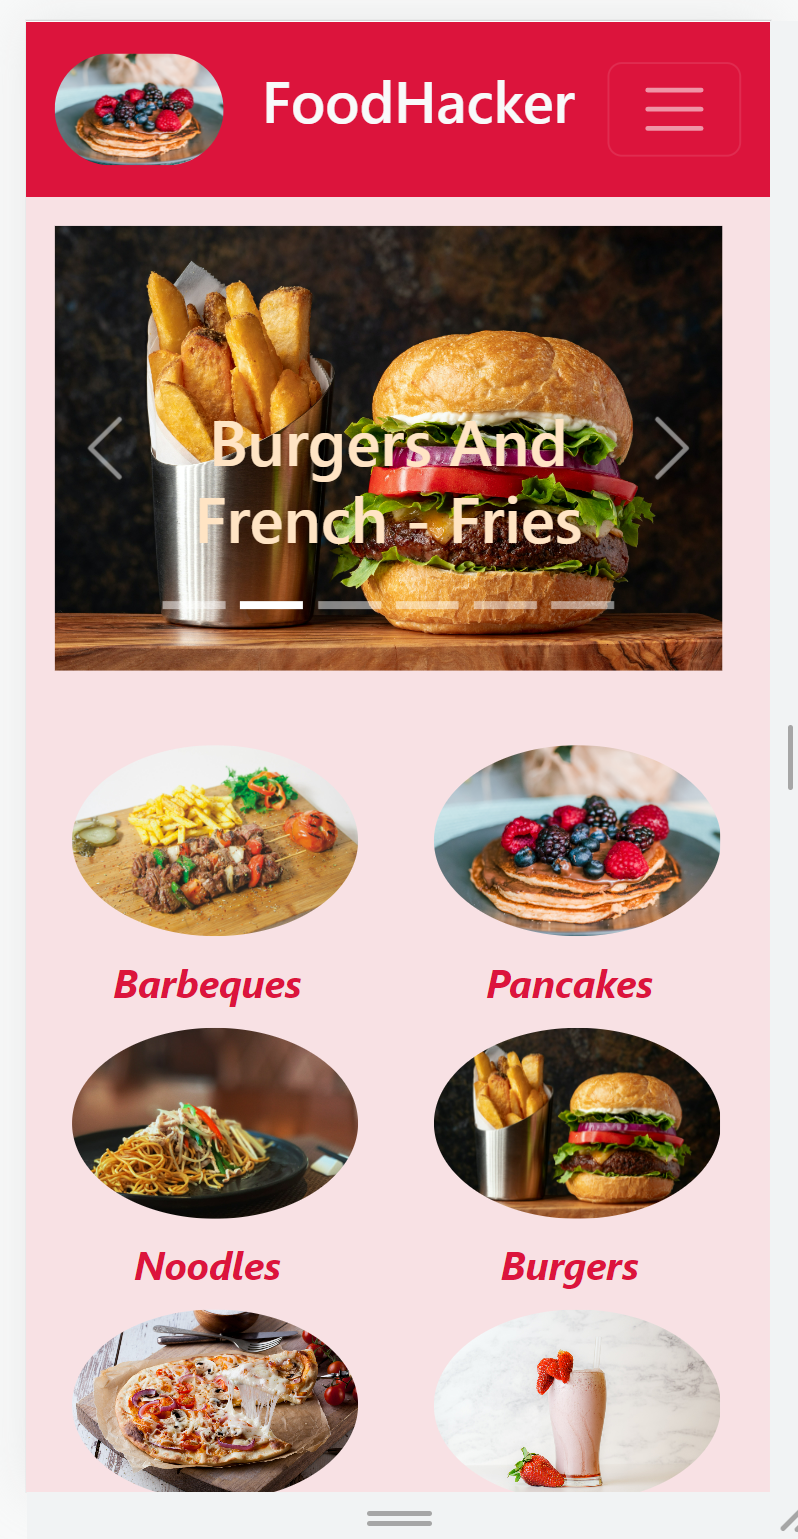 FoodHacker
Burgers And
French - Fries
Barbeques
Pancakes
Noodles
Burgers